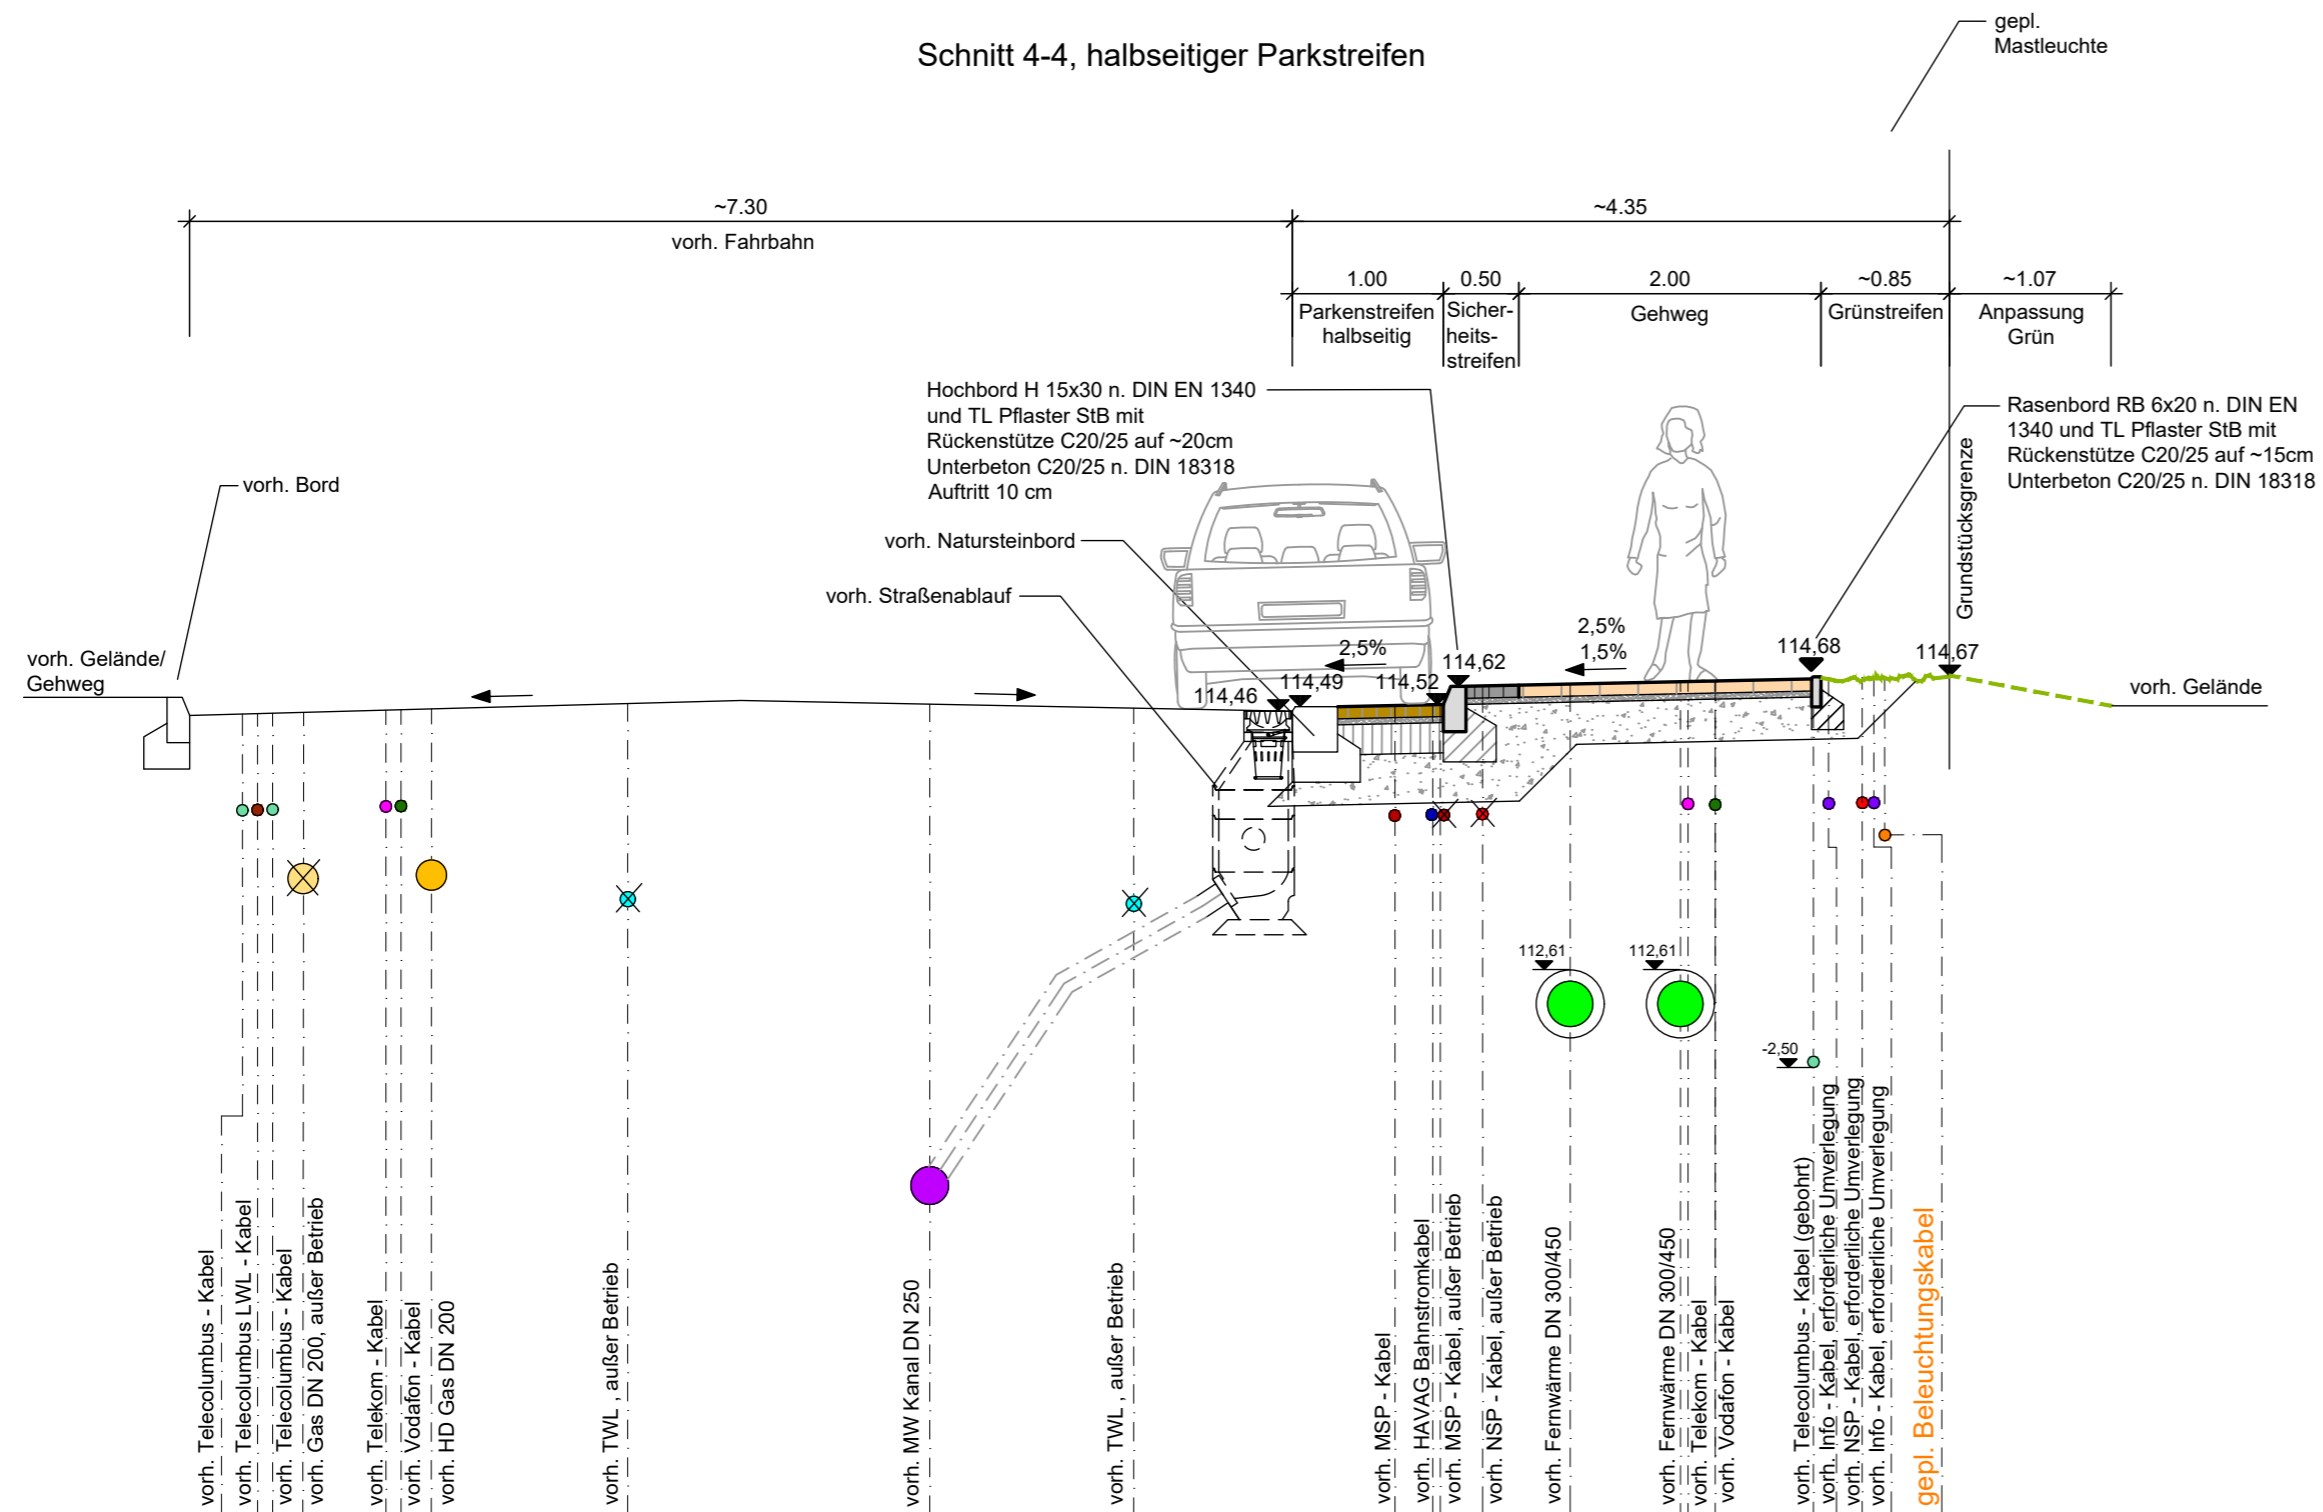 Schnitt 4-4, halbseitiger Parkstreifen
gepl.
Mastleuchte
~7.30
~4.35
vorh. Fahrbahn
1.00
0.50
2.00
~0.85
~1.07
Parkenstreifen
halbseitig
Sicher-
heits-
streifen
Gehweg
Grünstreifen
Anpassung
Grün
Hochbord H 15x30 n. DIN EN 1340
und TL Pflaster StB mit
Rückenstütze C20/25 auf ~20cm
Unterbeton C20/25 n. DIN 18318
Auftritt 10 cm
Rasenbord RB 6x20 n. DIN EN
1340 und TL Pflaster StB mit
Rückenstütze C20/25 auf ~15cm
Unterbeton C20/25 n. DIN 18318
Grundstücksgrenze
vorh. Bord
vorh. Natursteinbord
vorh. Straßenablauf
vorh. Gelände/
Gehweg
2,5%
2,5%
1,5%
114,46
114,49
114,52
114,62
114,68
114,67
vorh. Gelände
112,61
112,61
-2,50
vorh. Telecolumbus - Kabel
vorh. Telecolumbus LWL - Kabel
vorh. Telecolumbus - Kabel
vorh. Gas DN 200, außer Betrieb
vorh. Telekom - Kabel
vorh. Vodafon - Kabel
vorh. HD Gas DN 200
vorh. TWL , außer Betrieb
vorh. MW Kanal DN 250
vorh. TWL , außer Betrieb
vorh. MSP - Kabel
vorh. HAVAG Bahnstromkabel
vorh. MSP - Kabel, außer Betrieb
vorh. NSP - Kabel, außer Betrieb
vorh. Fernwärme DN 300/450
vorh. Fernwärme DN 300/450
vorh. Telekom - Kabel
vorh. Vodafon - Kabel
vorh. Telecolumbus - Kabel (gebohrt)
vorh. Info - Kabel, erforderliche Umverlegung
vorh. NSP - Kabel, erforderliche Umverlegung
vorh. Info - Kabel, erforderliche Umverlegung
gepl. Beleuchtungskabel